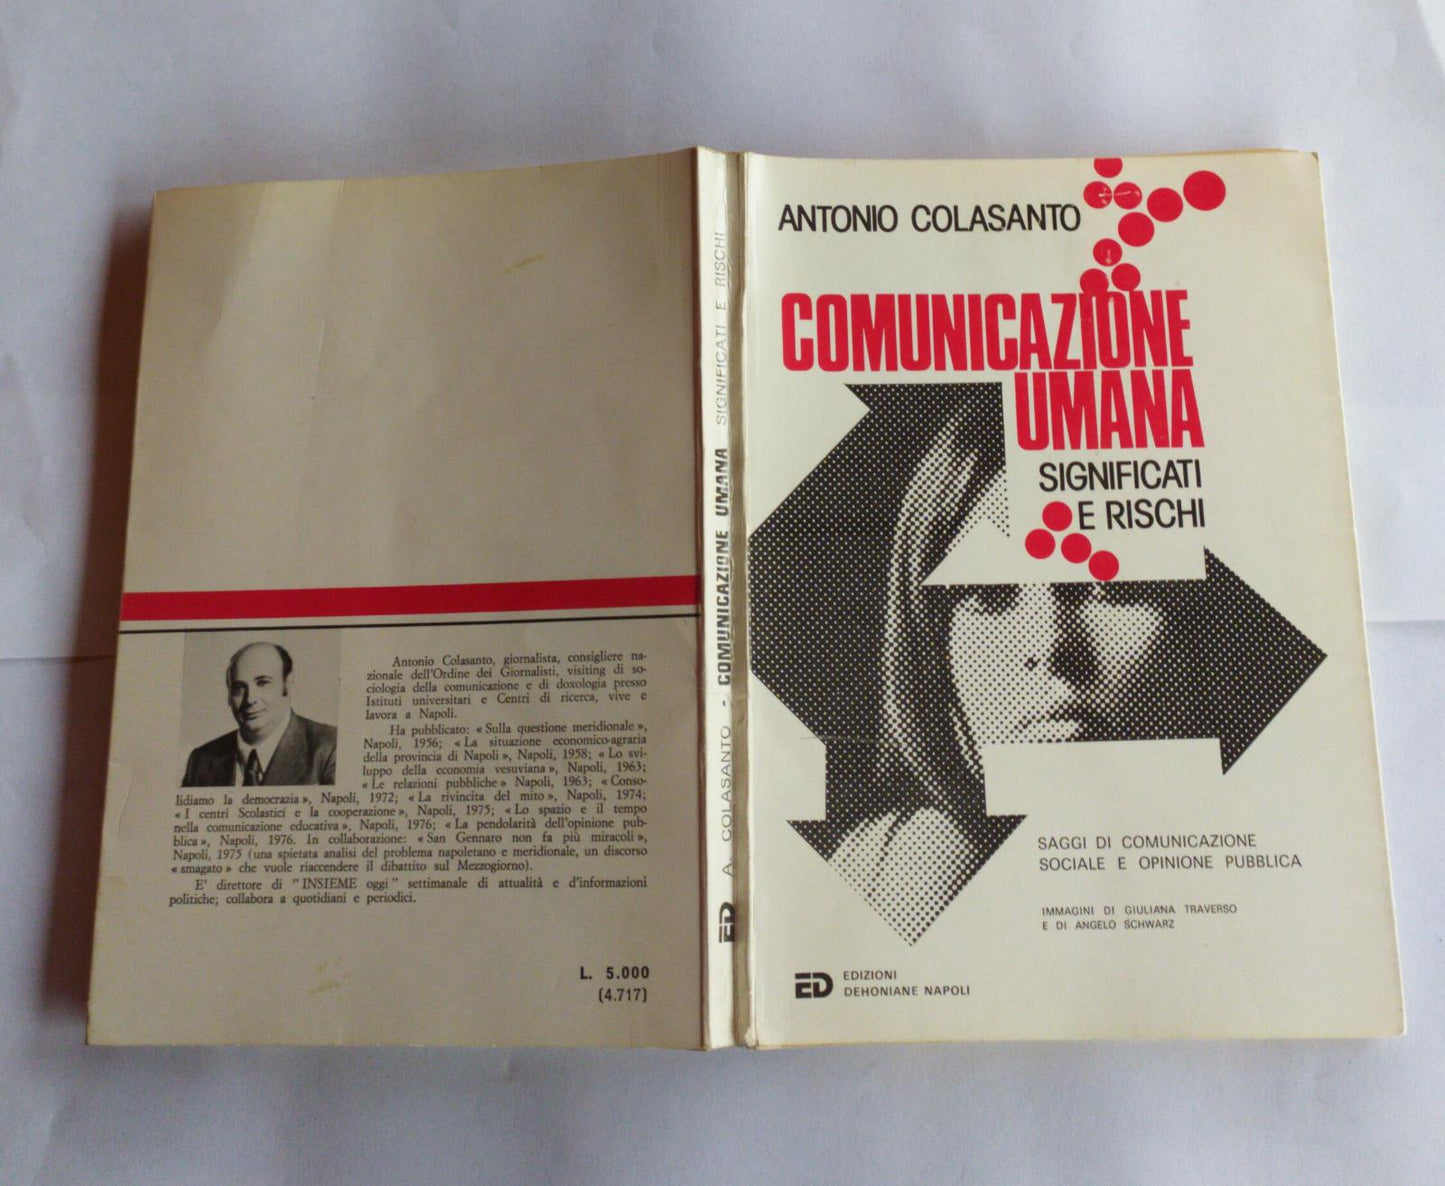 Antonio Colasanto, giornalista, consigliere na-
zionale dell'Ordine dei Giornalisti, visiting di so-
ciologia della comunicazione e di doxologia presso
Istituti universitari e Centri di ricerca, vive e
lavora a Napoli.
Ha pubblicato: « Sulla questione meridionale »,
Napoli, 1956; « La situazione economico-agraria
della provincia di Napoli », Napoli, 1958; « Lo svi-
luppo della economia vesuviana », Napoli, 1963;
« Le relazioni pubbliche » Napoli, 1963; « Conso-
lidiamo la democrazia », Napoli, 1972; « La rivincita del mito », Napoli, 1974;
« I centri Scolastici e la cooperazione », Napoli, 1975; « Lo spazio e il tempo
nella comunicazione educativa », Napoli, 1976; « La pendolarità dell'opinione pub-
blica », Napoli, 1976. In collaborazione: « San Gennaro non fa più miracoli »,
Napoli, 1975 (una spietata analisi del problema napoletano e meridionale, un discorso
« smagato » che vuole riaccendere il dibattito sul Mezzogiorno).
E' direttore di "INSIEME oggi" settimanale di attualità e d'informazioni
politiche; collabora a quotidiani e periodici.
L. 5.000
(4.717)
ED A. COLASANTO - COMUNICAZIONE UMANA SIGNIFICATI E RISCHI
ANTONIO COLASANTO
COMUNICAZIONE
UMANA
SIGNIFICATI
E RISCHI
SAGGI DI COMUNICAZIONE
SOCIALE E OPINIONE PUBBLICA
IMMAGINI DI GIULIANA TRAVERSO
E DI ANGELO SCHWARZ
ED EDIZIONI
DEHONIANE NAPOLI